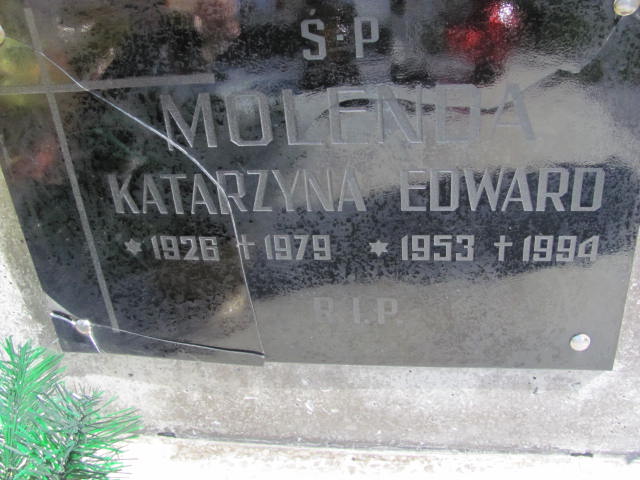 Ś.P
MOLENDA
KATARZYNA EDWARD
* 1926 † 1979 * 1953 † 1994
R.I.P.